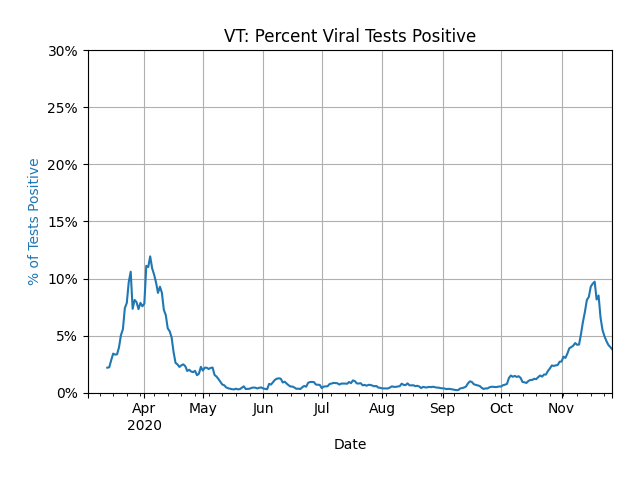 VT: Percent Viral Tests Positive
30%
25%
20%
15%
10%
5%
0%
% of Tests Positive
Apr May Jun Jul Aug Sep Oct Nov
2020
Date